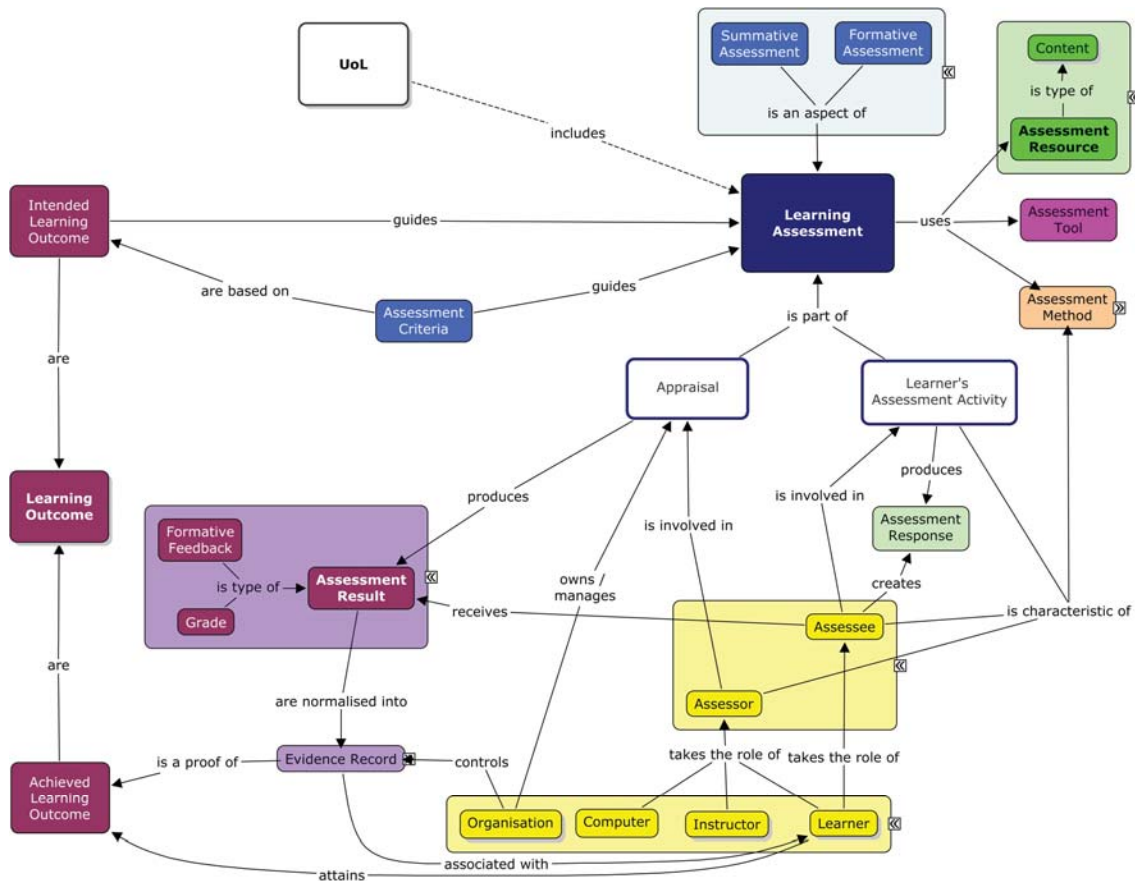 UoL
Summative
Assessment
Formative
Assessment
Content
is type of
is an aspect of
Assessment
Resource
includes
Intended
Learning
Outcome
guides
Learning
Assessment
uses
Assessment
Tool
are based on
guides
Assessment
Criteria
Assessment
Method
is part of
are
Appraisal
Learner's
Assessment Activity
produces
produces
is involved in
Learning
Outcome
Formative
Feedback
is involved in
Assessment
Response
is type of
Assessment
Result
owns /
manages
creates
Grade
receives
Assessee
is characteristic of
are
are normalised into
Assessor
is a proof of
Evidence Record
controls
takes the role of
takes the role of
Achieved
Learning
Outcome
Organisation
Computer
Instructor
Learner
associated with
attains